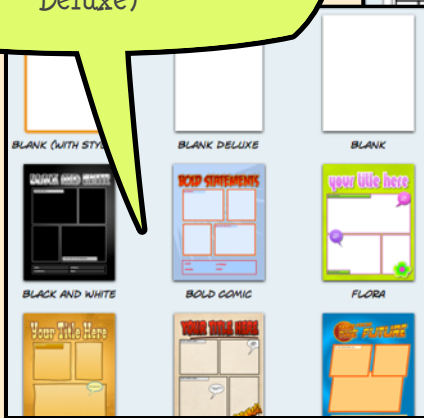 Deluxe)
BLANK (WITH STY
BLANK DELUXE
BLANK
BLACK AND WHITE
BOLD STATEMENTS
your title here
BLACK AND WHITE
BOLD COMIC
FLORA
Your Title Here
YOUR TITLE HERE
FUTURE